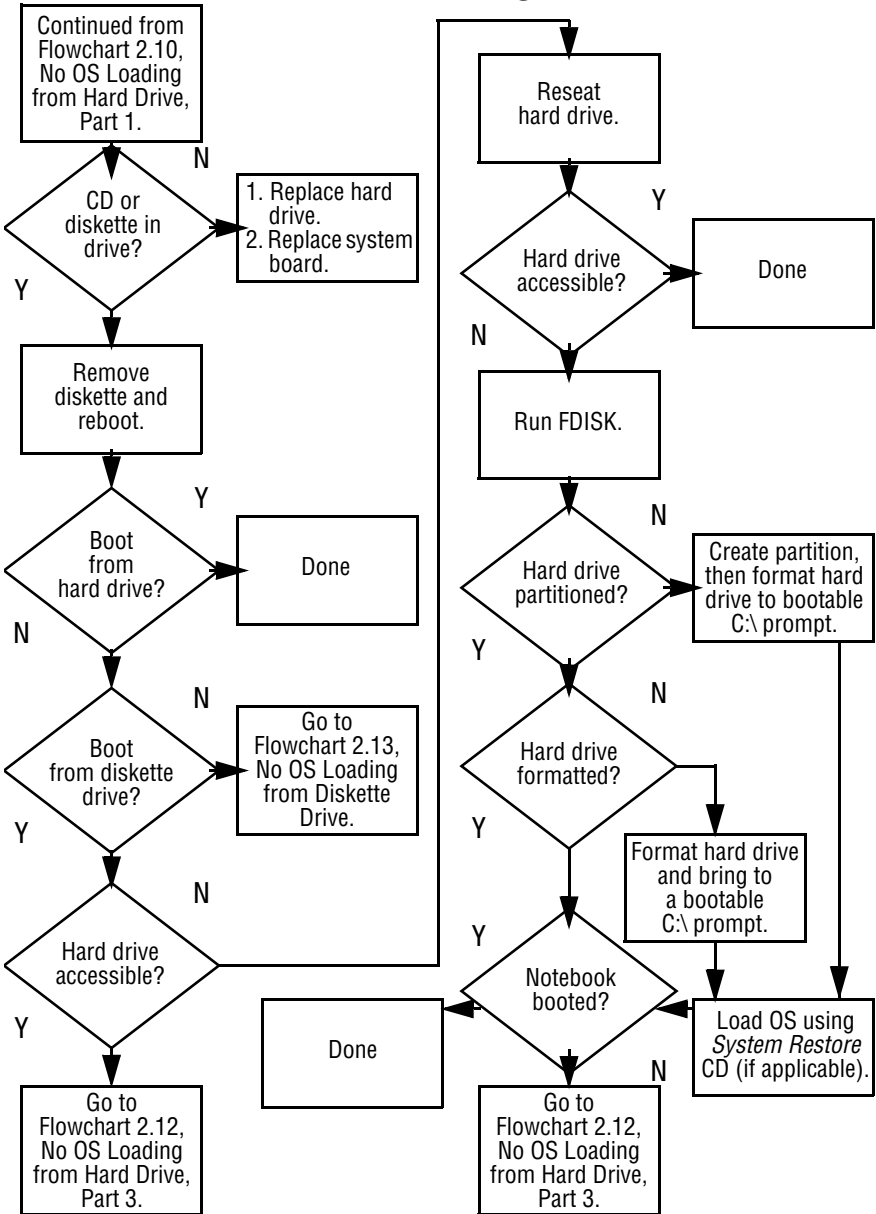 Continued from
Flowchart 2.10,
No OS Loading
from Hard Drive,
Part 1.
N
CD or
diskette in
drive?
1. Replace hard
drive.
2. Replace system
board.
Y
Remove
diskette and
reboot.
Y
Boot
from
hard drive?
Done
N
N
Boot
from diskette
drive?
Go to
Flowchart 2.13,
No OS Loading
from Diskette
Drive.
Y
N
Hard drive
accessible?
Y
Go to
Flowchart 2.12,
No OS Loading
from Hard Drive,
Part 3.
Reseat
hard drive.
Y
Hard drive
accessible?
Done
N
Run FDISK.
N
Hard drive
partitioned?
Create partition,
then format hard
drive to bootable
C:\ prompt.
Y
N
Hard drive
formatted?
Y
Format hard drive
and bring to
a bootable
C:\ prompt.
Y
Notebook
booted?
Done
Load OS using
System Restore
CD (if applicable).
N
Go to
Flowchart 2.12,
No OS Loading
from Hard Drive,
Part 3.